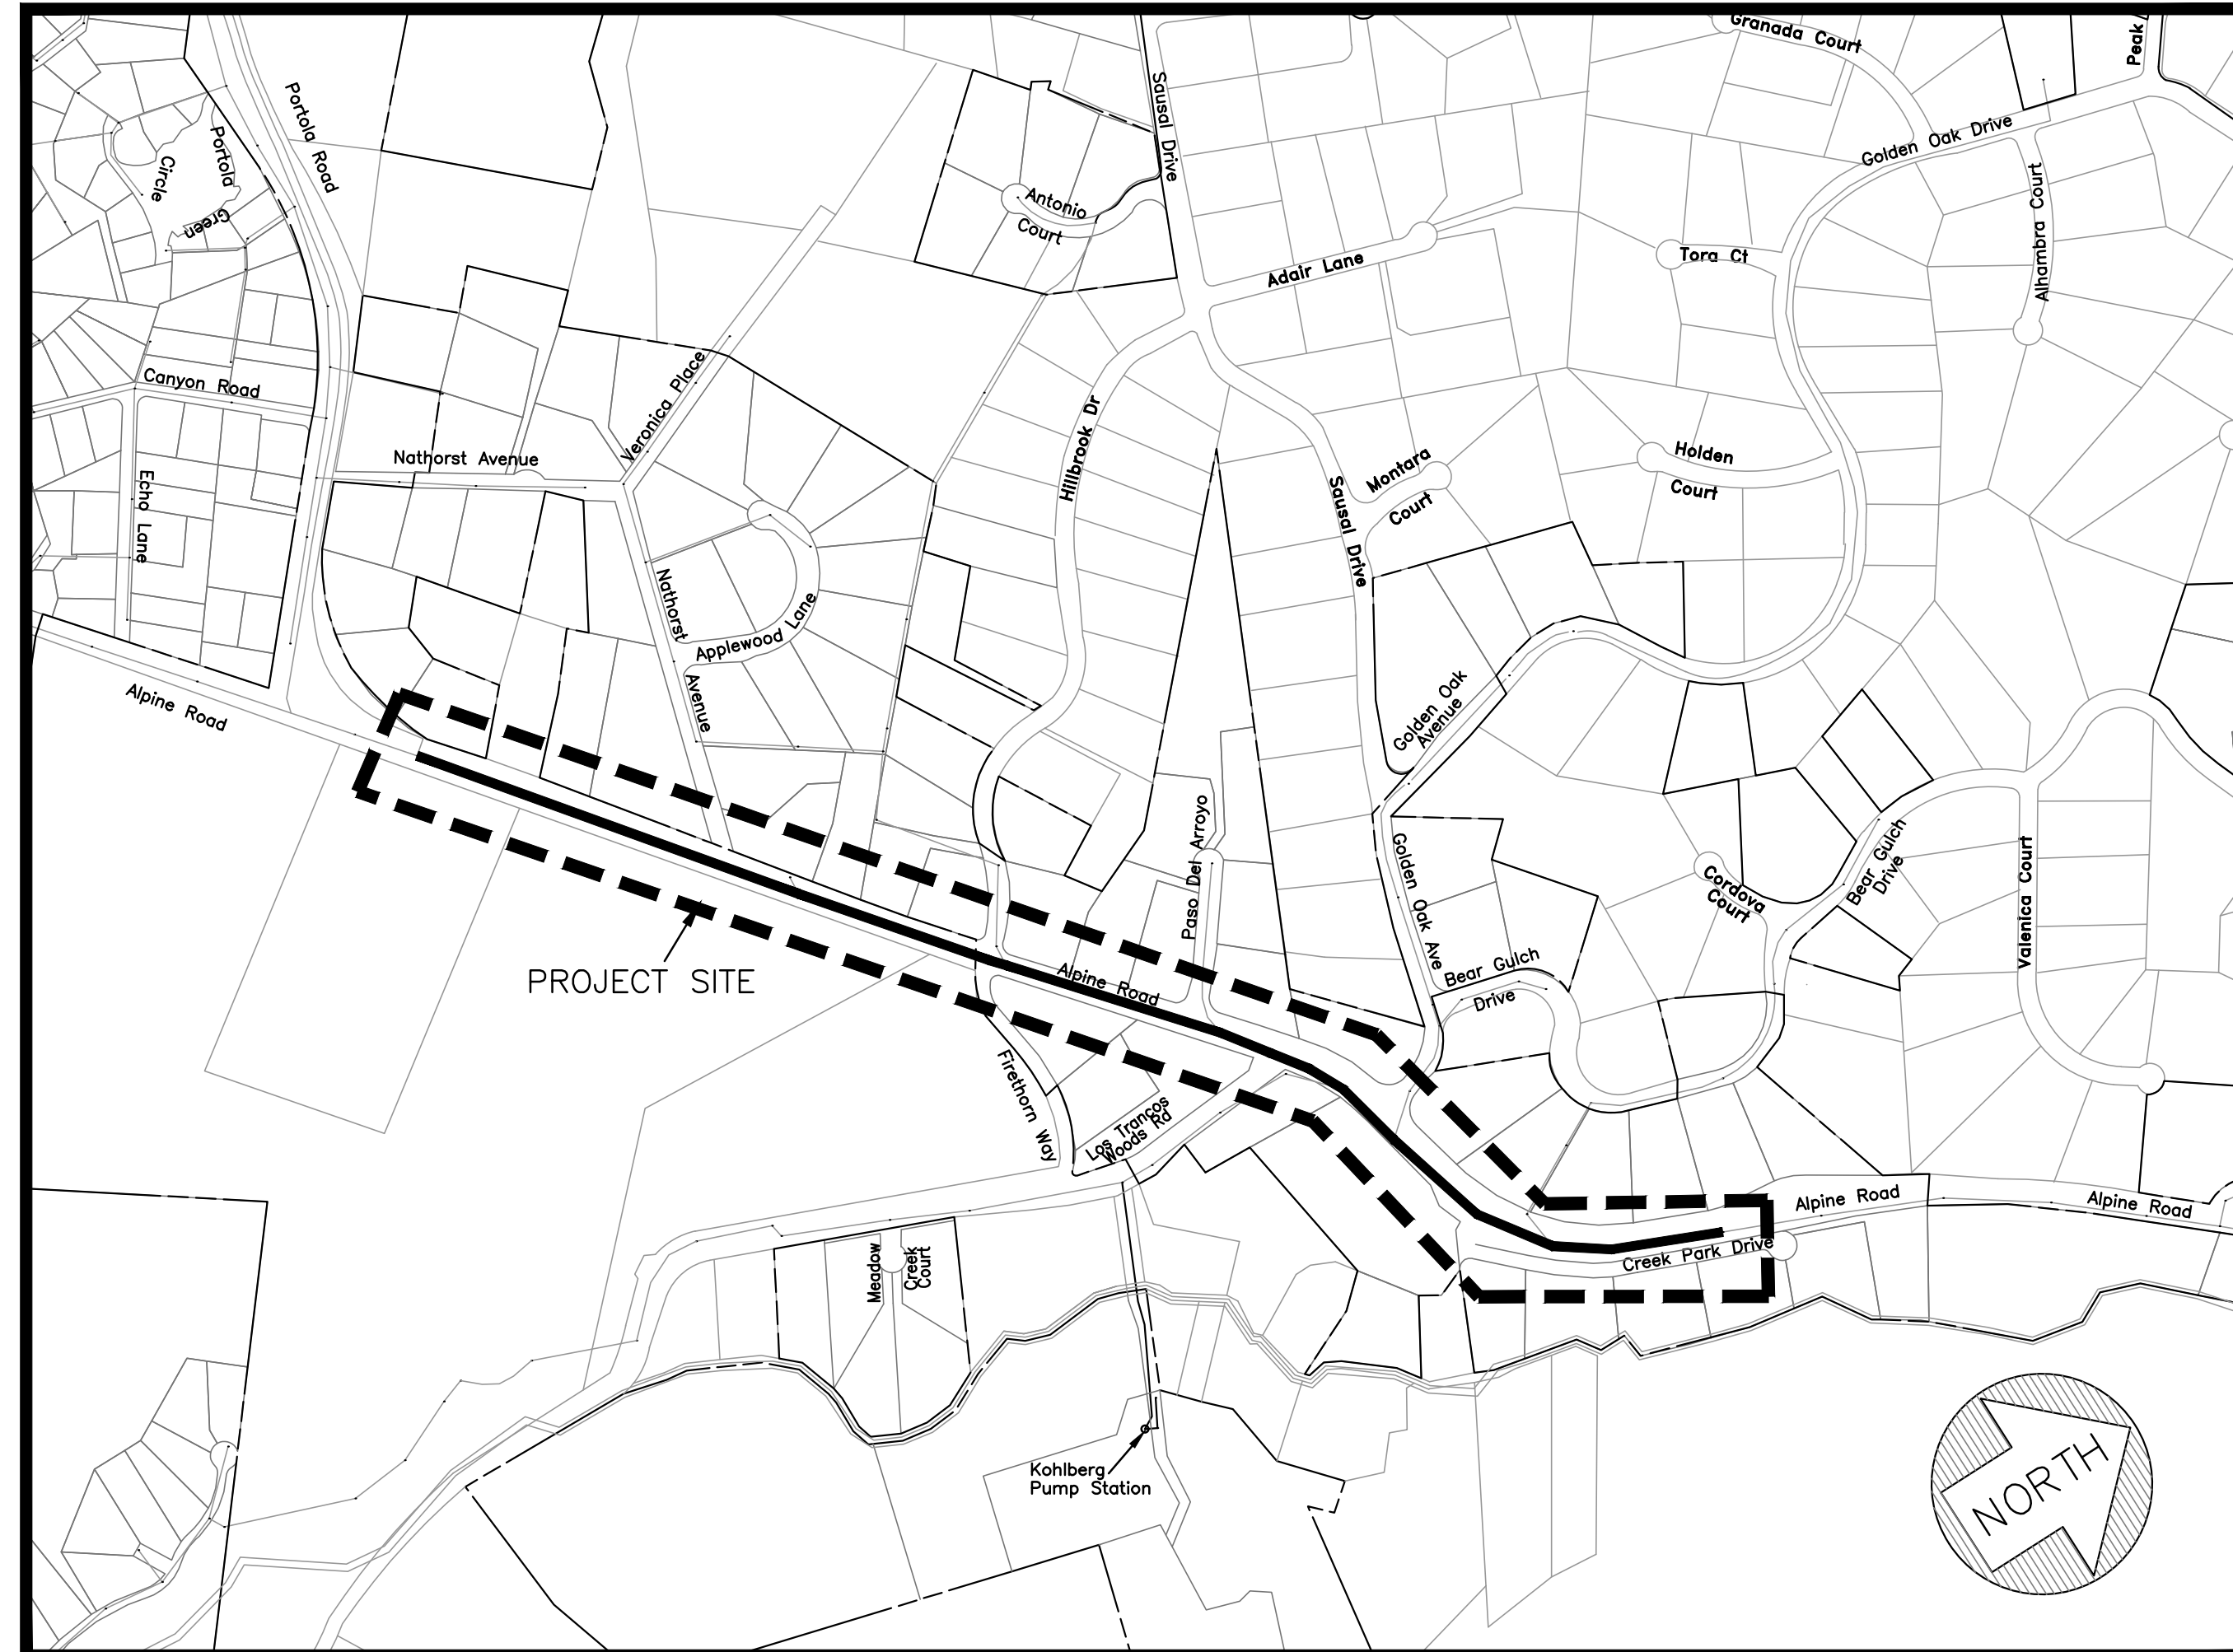 Granada Court
Peak
Portola Road
Sausal Drive
Golden Oak Drive
Portola
Circle
Green
Antonio
Court
Alhambra Court
Tora Ct
Adair Lane
Canyon Road
Veronica Place
Hillbrook Dr
Nathorst Avenue
Echo Lane
Montara
Court
Holden
Court
Sausal Drive
Nathorst
Avenue
Applewood Lane
Golden Oak
Avenue
Alpine Road
Paso Del Arroyo
Golden Oak Ave
Cordova
Court
Bear Gulch
Drive
Valenica Court
PROJECT SITE
Alpine Road
Bear Gulch
Drive
Firethorn Way
Los Trancos
Woods Rd
Alpine Road
Alpine Road
Creek Park Drive
Meadow
Creek
Court
Kohlberg
Pump Station
NORTH